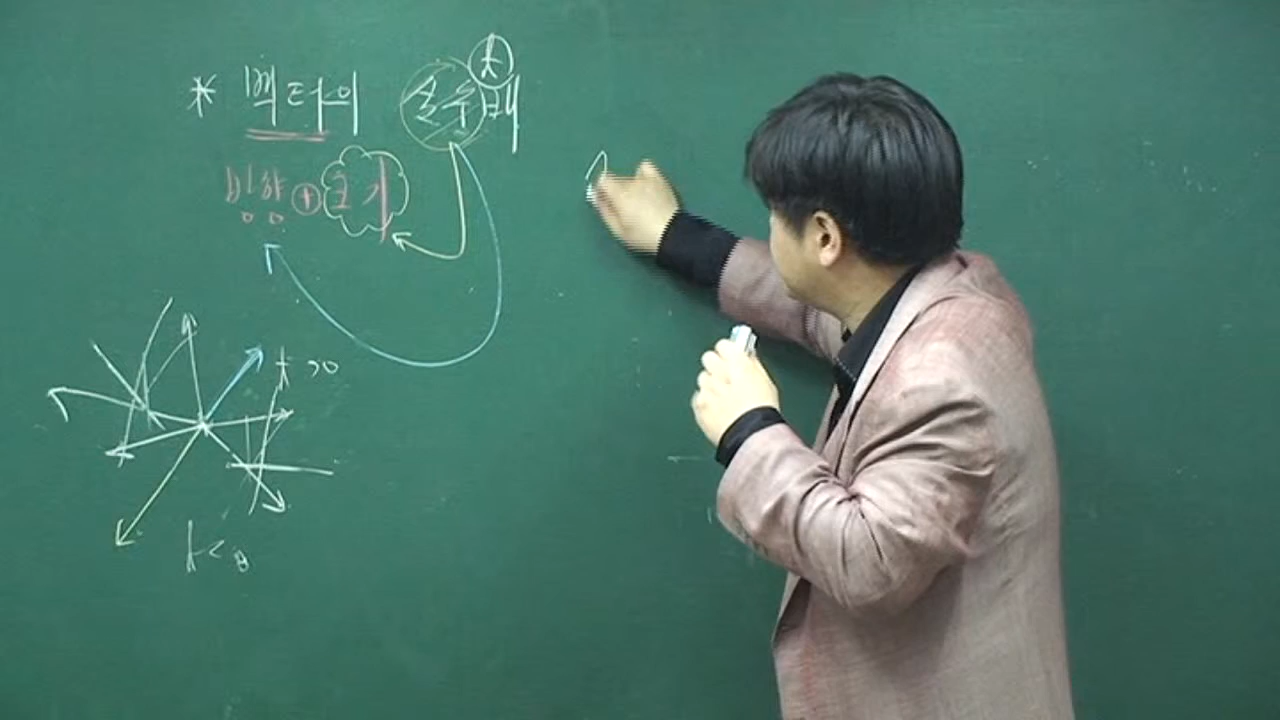 * 벡터의 실수배
k
방향 + 크기
k > 0
k < 0